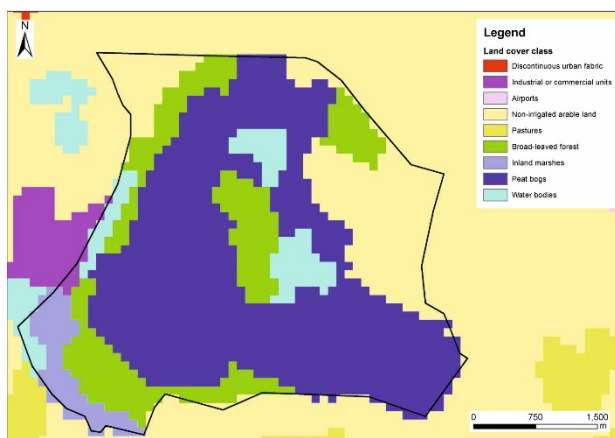 N
Legend
Land cover class
Discontinuous urban fabric
Industrial or commercial units
Airports
Non-irrigated arable land
Pastures
Broad-leaved forest
Inland marshes
Peat bogs
Water bodies
0 750 1,500
m